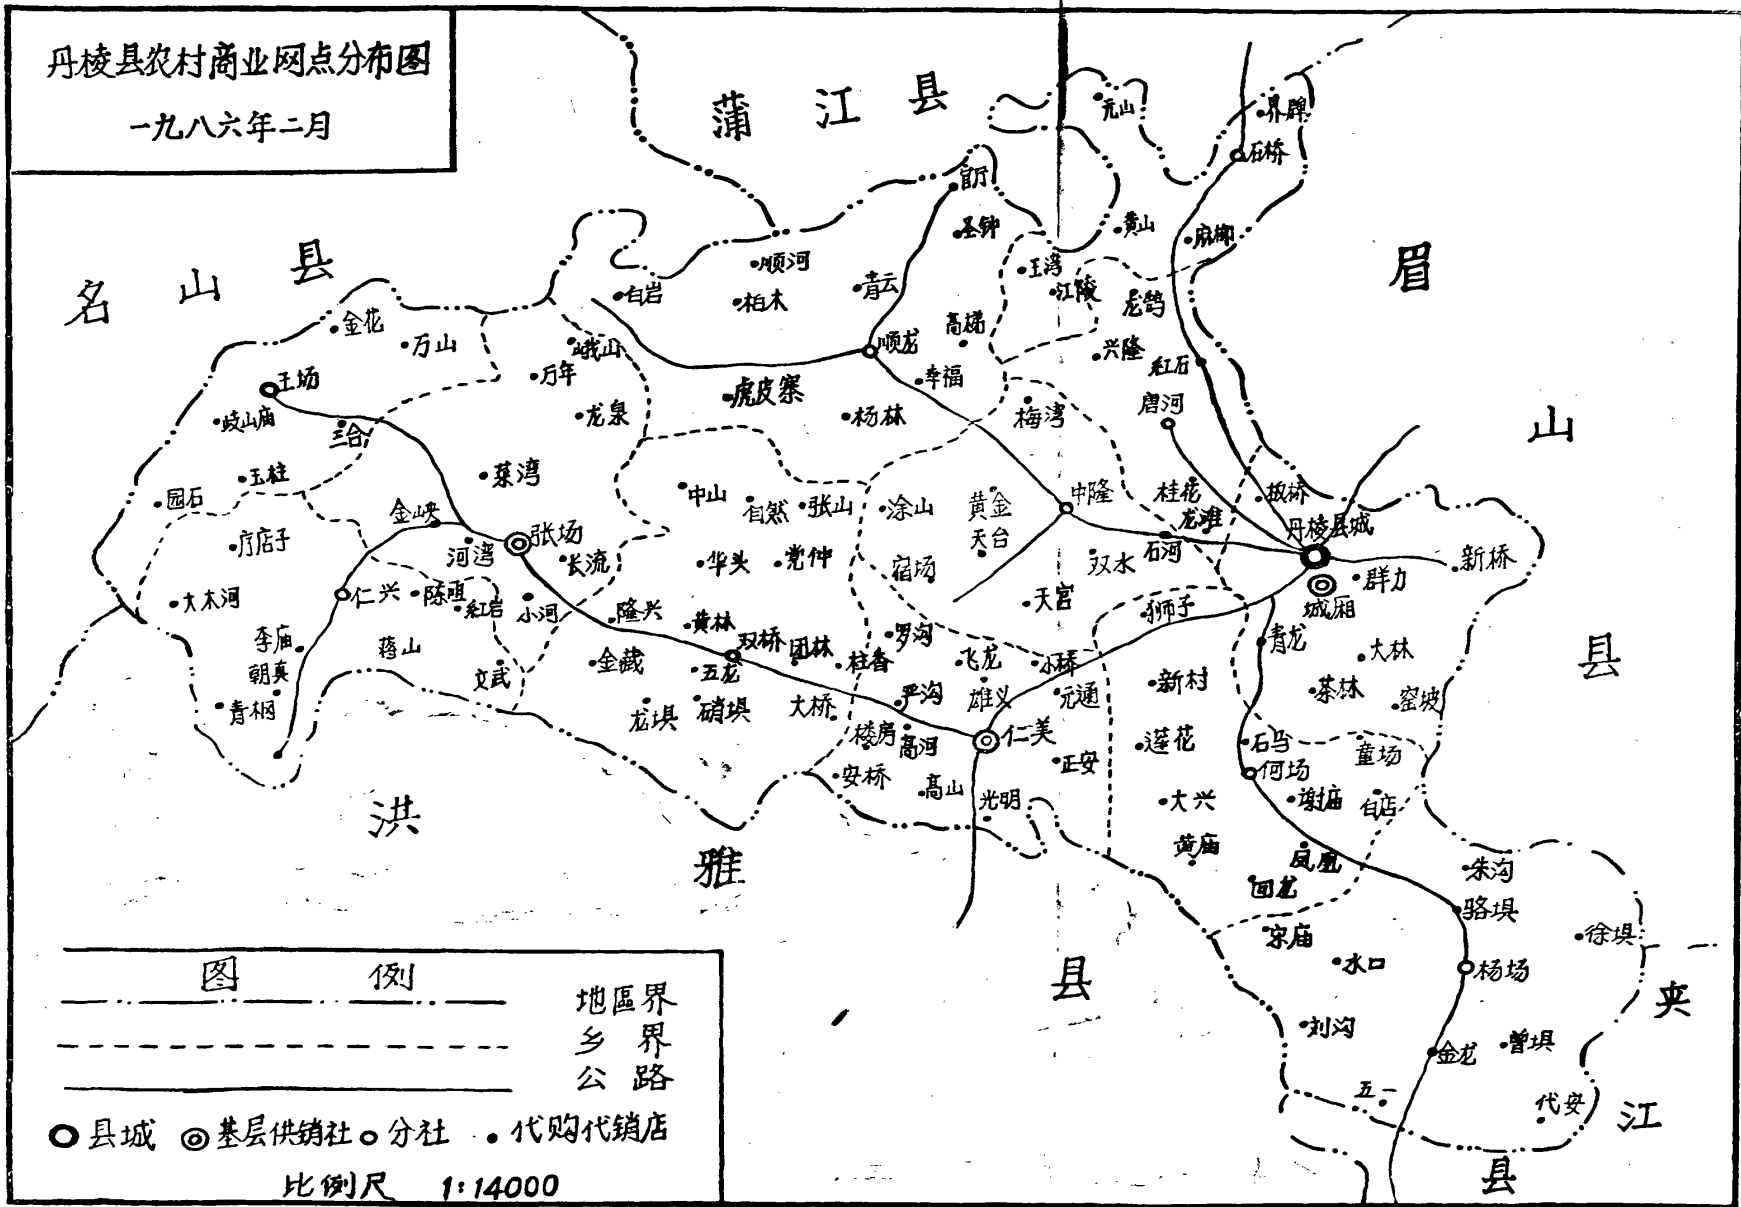 丹棱县农村商业网点分布图
一九八六年二月
蒲江县
名山县
眉山县
洪雅县
夹江县
元山
界牌
石桥
官厅
圣钟
黄山
麻柳
顺河
王湾
白岩
柏木
青云
江陵
龙鹄
金花
万山
峨山
顺龙
高梯
兴隆
红石
王场
万年
虎皮寨
幸福
唐河
岐山庙
三合
龙泉
杨林
梅湾
玉柱
菜湾
中山
自然
张山
涂山
黄金
中隆
桂花
板桥
园石
金峡
龙滩
丹棱县城
疗店子
河湾
张场
长流
华头
党仲
宿场
天台
双水
石河
新桥
大木河
仁兴
陈咀
红岩
小河
隆兴
天宫
狮子
城厢
群力
李庙
蒋山
黄林
双桥
团林
罗沟
青龙
朝真
文武
金藏
五龙
柱香
飞龙
小桥
大林
青桐
龙埧
硝埧
大桥
严沟
雄义
元通
新村
茶林
窑坡
楼房
高河
仁美
莲花
石马
童场
安桥
高山
光明
正安
大兴
何场
谢庙
白店
黄庙
凤凰
朱沟
回龙
骆埧
宗庙
徐埧
水口
杨场
刘沟
金龙
曾埧
五一
代安
图例
地區界
乡界
公路
县城 基层供销社 分社 代购代销店
比例尺 1:14000